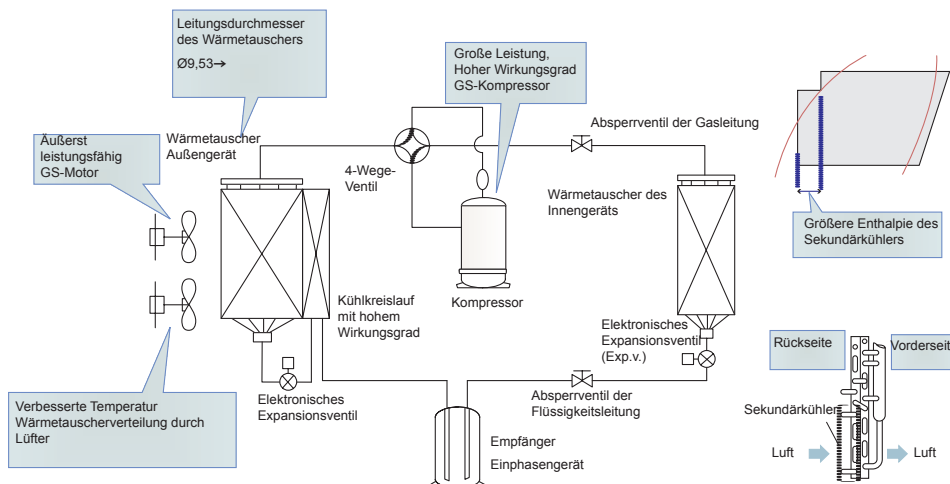 Leitungsdurchmesser
des Wärmetauschers
Ø9,53→
Große Leistung,
Hoher Wirkungsgrad
GS-Kompressor
Äußerst
leistungsfähig
GS-Motor
Wärmetauscher
Außengerät
4-Wege-
Ventil
Absperrventil der Gasleitung
Wärmetauscher des
Innengeräts
Größere Enthalpie des
Sekundärkühlers
Kompressor
Kühlkreislauf
mit hohem
Wirkungsgrad
Elektronisches
Expansionsventil
(Exp.v.)
Rückseite
Vorderseit
Verbesserte Temperatur
Wärmetauscherverteilung durch
Lüfter
Elektronisches
Expansionsventil
Absperrventil der
Flüssigkeitsleitung
Sekundärkühler
Empfänger
Einphasengerät
Luft
Luft